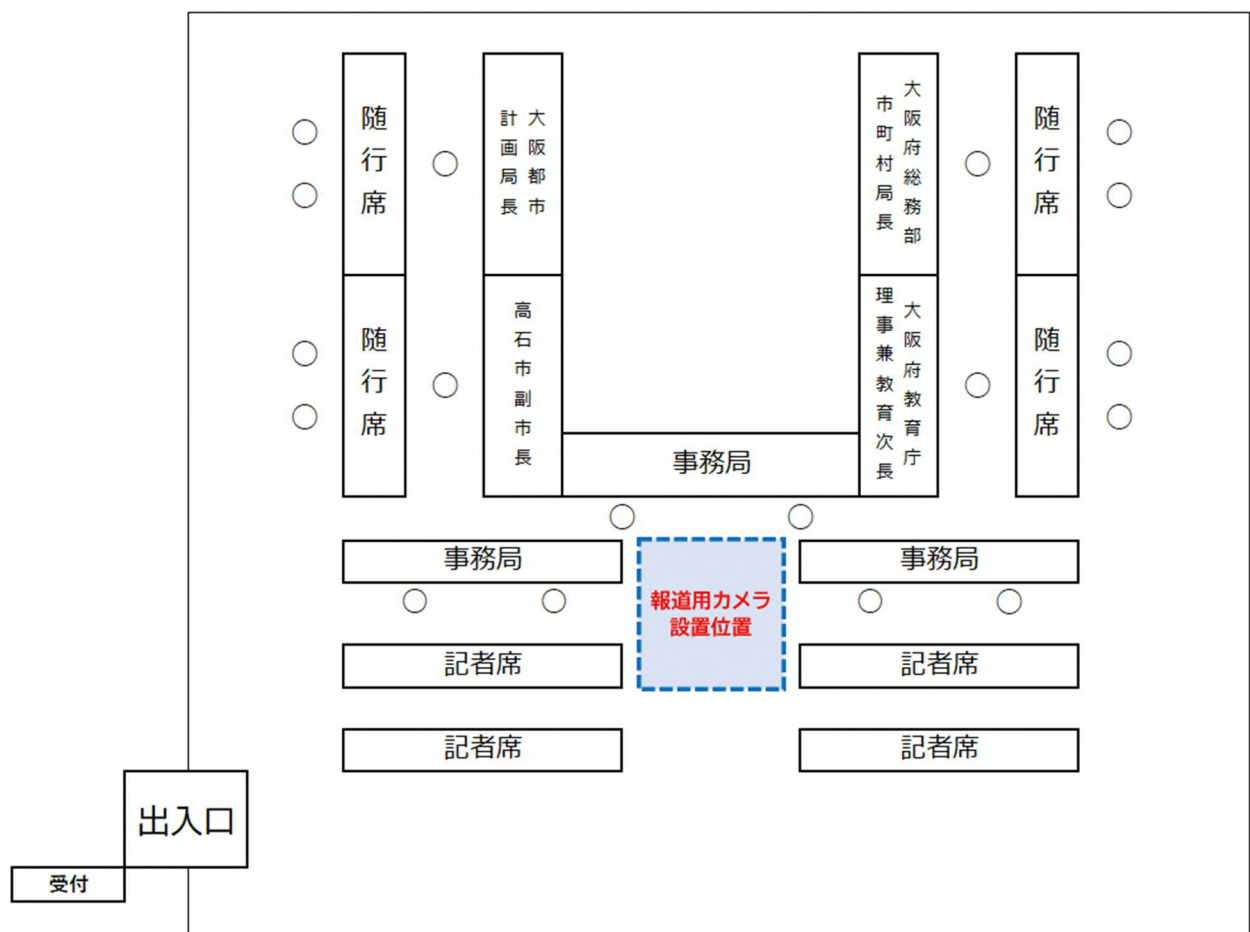 随行席
大阪都市
計画局長
大阪府総務部
市町村局長
随行席
随行席
高石市副市長
大阪府教育庁
理事兼教育次長
随行席
事務局
事務局
報道用カメラ
設置位置
事務局
記者席
記者席
記者席
記者席
出入口
受付